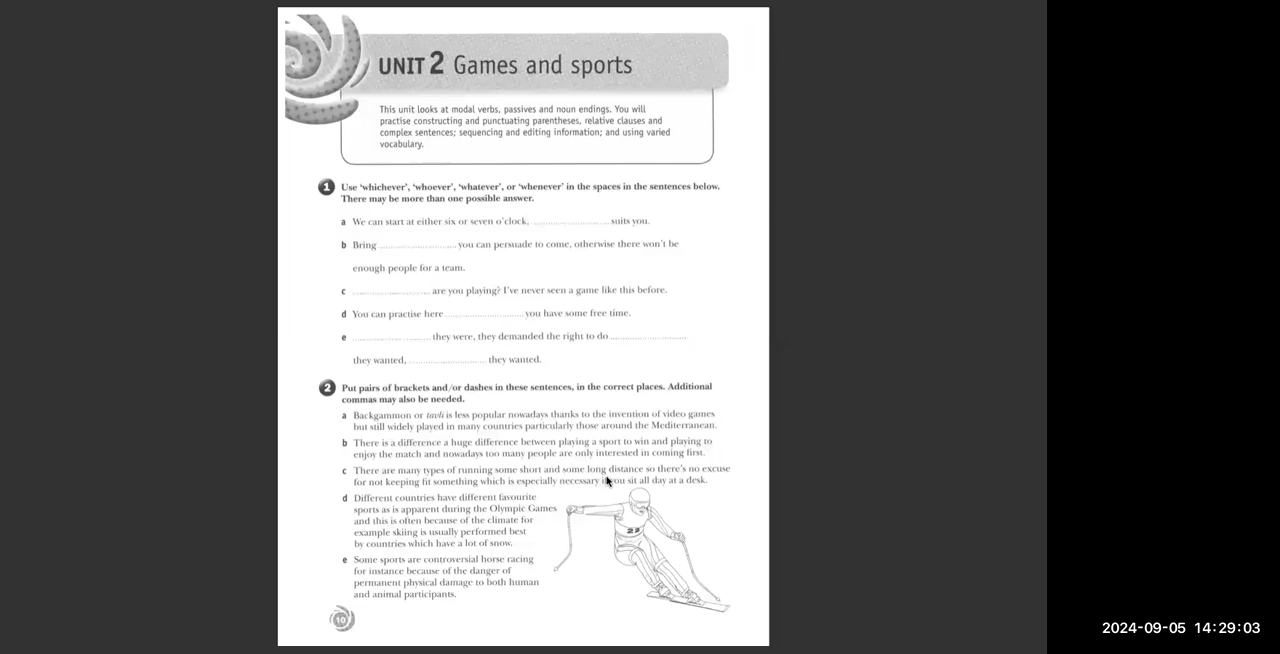 UNIT 2 Games and sports
This unit looks at modal verbs, passives and noun endings. You will
practise constructing and punctuating parentheses, relative clauses and
complex sentences; sequencing and editing information; and using varied
vocabulary.
1 Use ‘whichever’, ‘whoever’, ‘whatever’, or ‘whenever’ in the spaces in the sentences below.
There may be more than one possible answer.
a We can start at either six or seven o’clock, .......................... suits you.
b Bring .......................... you can persuade to come, otherwise there won’t be
enough people for a team.
c .......................... are you playing? I’ve never seen a game like this before.
d You can practise here .......................... you have some free time.
e .......................... they were, they demanded the right to do ..........................
they wanted, .......................... they wanted.
2 Put pairs of brackets and/or dashes in these sentences, in the correct places. Additional
commas may also be needed.
a Backgammon or tavli is less popular nowadays thanks to the invention of video games
but still widely played in many countries particularly those around the Mediterranean.
b There is a difference a huge difference between playing a sport to win and playing to
enjoy the match and nowadays too many people are only interested in coming first.
c There are many types of running some short and some long distance so there’s no excuse
for not keeping fit something which is especially necessary if you sit all day at a desk.
d Different countries have different favourite
sports as is apparent during the Olympic Games
and this is often because of the climate for
example skiing is usually performed best
by countries which have a lot of snow.
e Some sports are controversial horse racing
for instance because of the danger of
permanent physical damage to both human
and animal participants.
23
10
2024-09-05 14:29:03